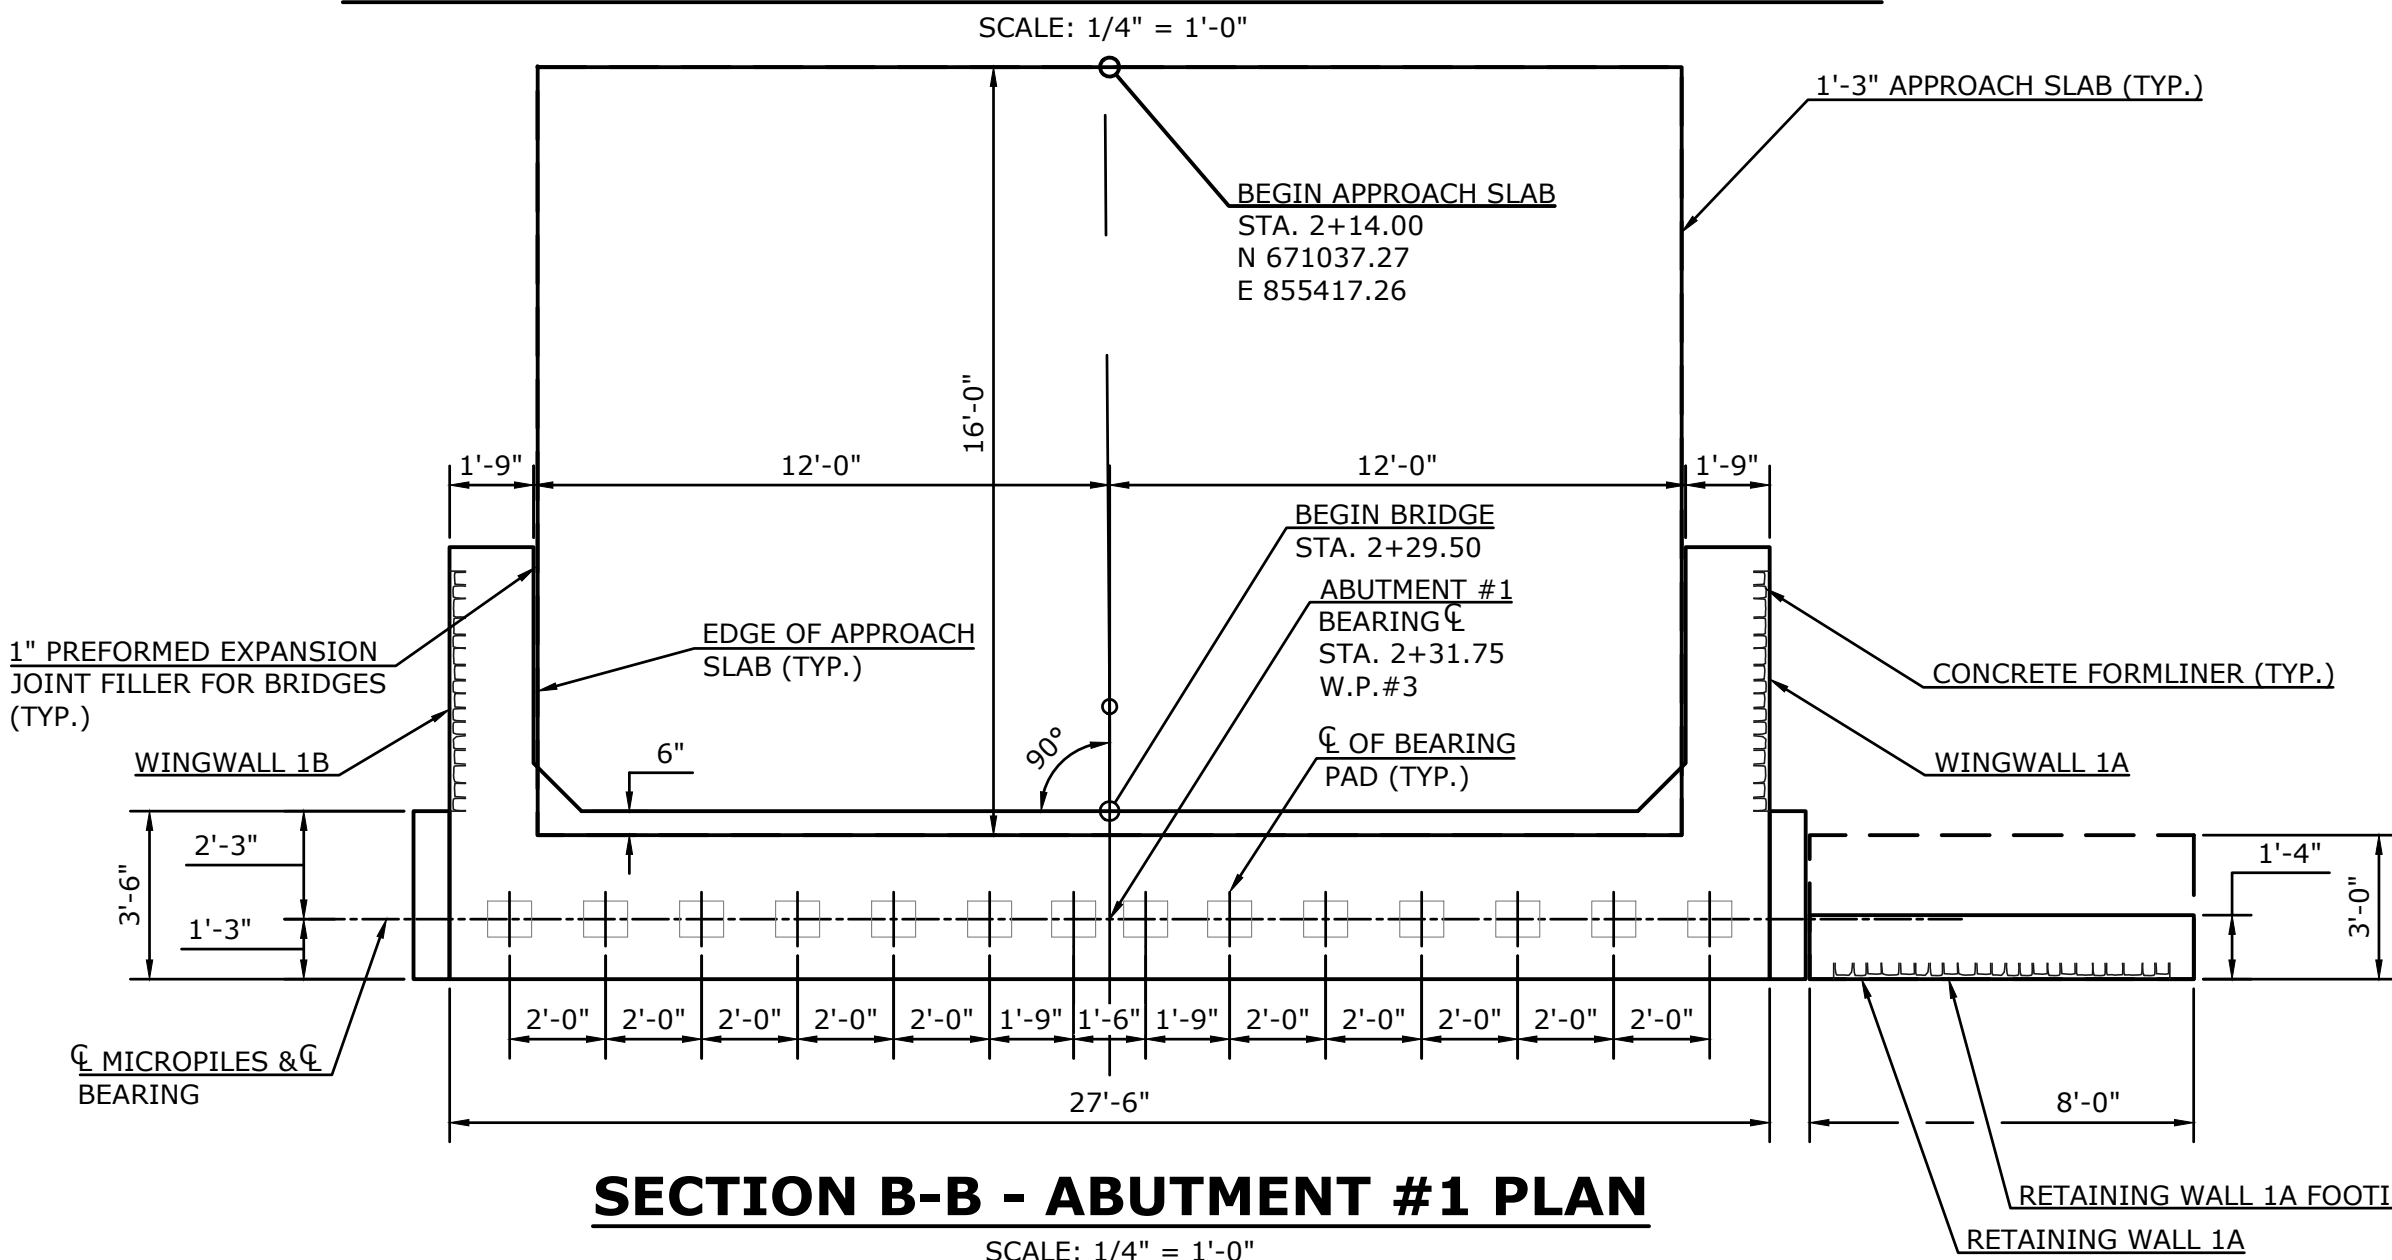 SCALE: 1/4" = 1'-0"
1'-3" APPROACH SLAB (TYP.)
BEGIN APPROACH SLAB
STA. 2+14.00
N 671037.27
E 855417.26
16'-0"
1'-9"
12'-0"
12'-0"
1'-9"
BEGIN BRIDGE
STA. 2+29.50
ABUTMENT #1
BEARING ℄
STA. 2+31.75
W.P.#3
EDGE OF APPROACH
SLAB (TYP.)
1" PREFORMED EXPANSION
JOINT FILLER FOR BRIDGES
(TYP.)
CONCRETE FORMLINER (TYP.)
WINGWALL 1B
6"
90°
℄ OF BEARING
PAD (TYP.)
WINGWALL 1A
2'-3"
3'-6"
1'-3"
1'-4"
3'-0"
2'-0" 2'-0" 2'-0" 2'-0" 2'-0" 1'-9" 1'-6" 1'-9" 2'-0" 2'-0" 2'-0" 2'-0" 2'-0"
℄ MICROPILES & ℄
BEARING
27'-6"
8'-0"
SECTION B-B - ABUTMENT #1 PLAN
RETAINING WALL 1A FOOTI
RETAINING WALL 1A
SCALE: 1/4" = 1'-0"